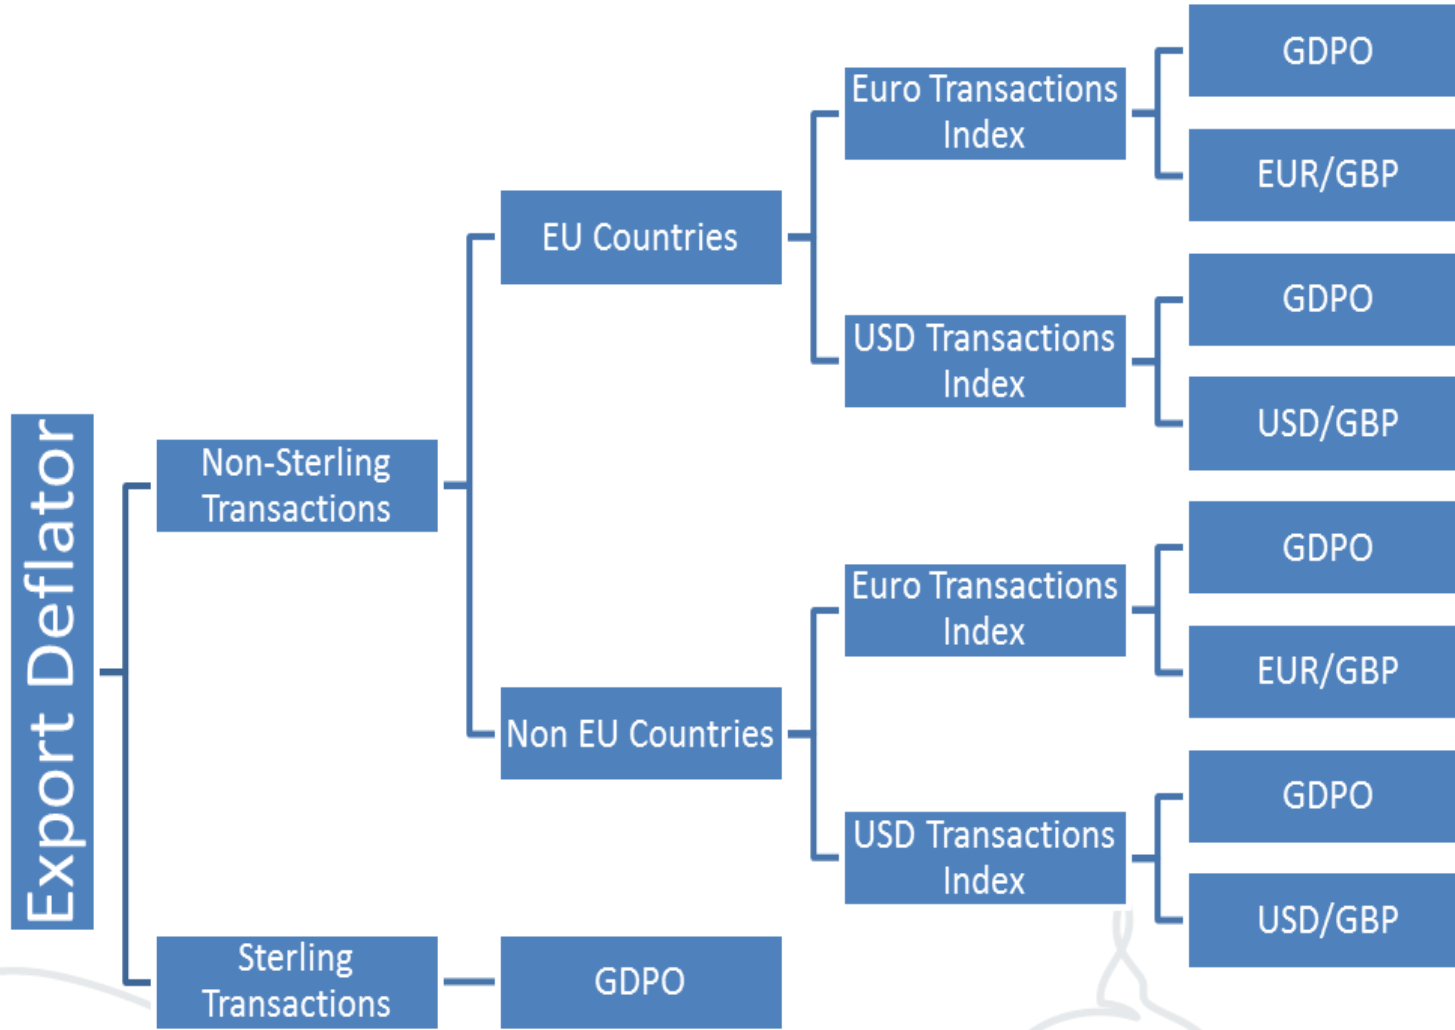 Export Deflator
Non-Sterling
Transactions
EU Countries
Euro Transactions
Index
GDPO
EUR/GBP
USD Transactions
Index
GDPO
USD/GBP
Non EU Countries
Euro Transactions
Index
GDPO
EUR/GBP
USD Transactions
Index
GDPO
USD/GBP
Sterling
Transactions
GDPO